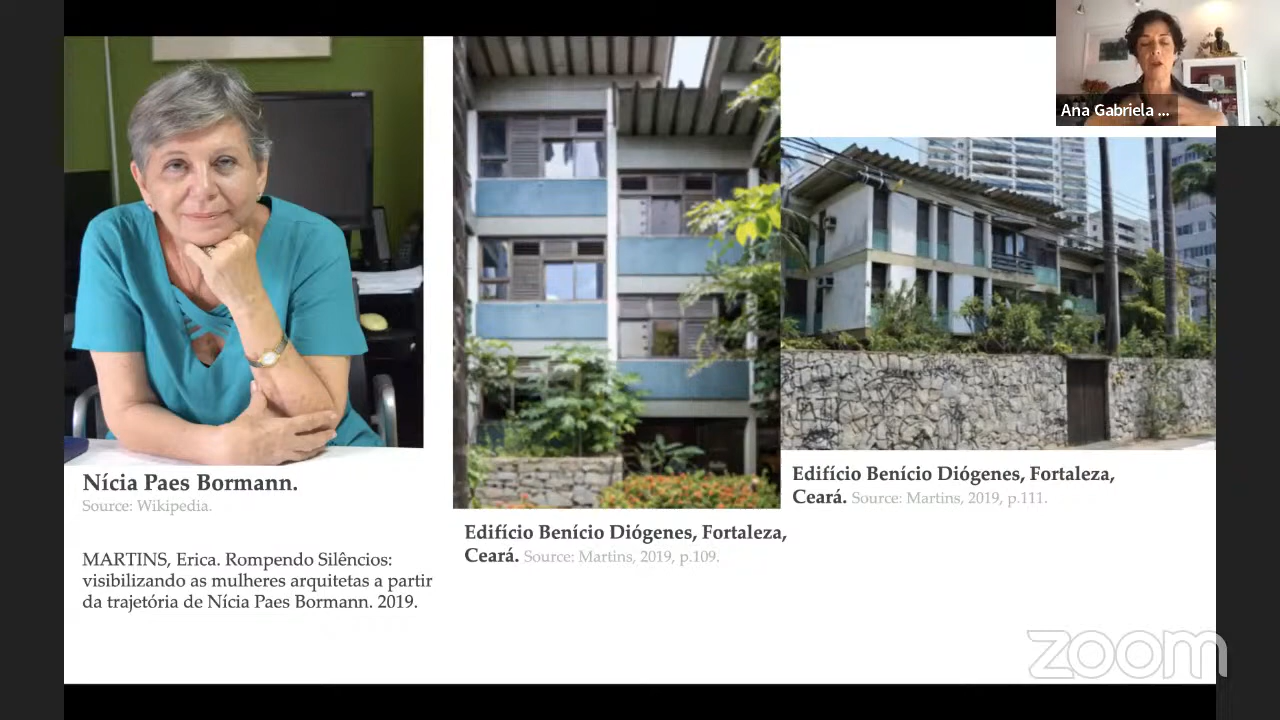 Ana Gabriela ...
Nícia Paes Bormann.
Source: Wikipedia.
MARTINS, Erica. Rompendo Silêncios:
visibilizando as mulheres arquitetas a partir
da trajetória de Nícia Paes Bormann. 2019.
Edifício Benício Diógenes, Fortaleza,
Ceará. Source: Martins, 2019, p.109.
Edifício Benício Diógenes, Fortaleza,
Ceará. Source: Martins, 2019, p.111.
zoom